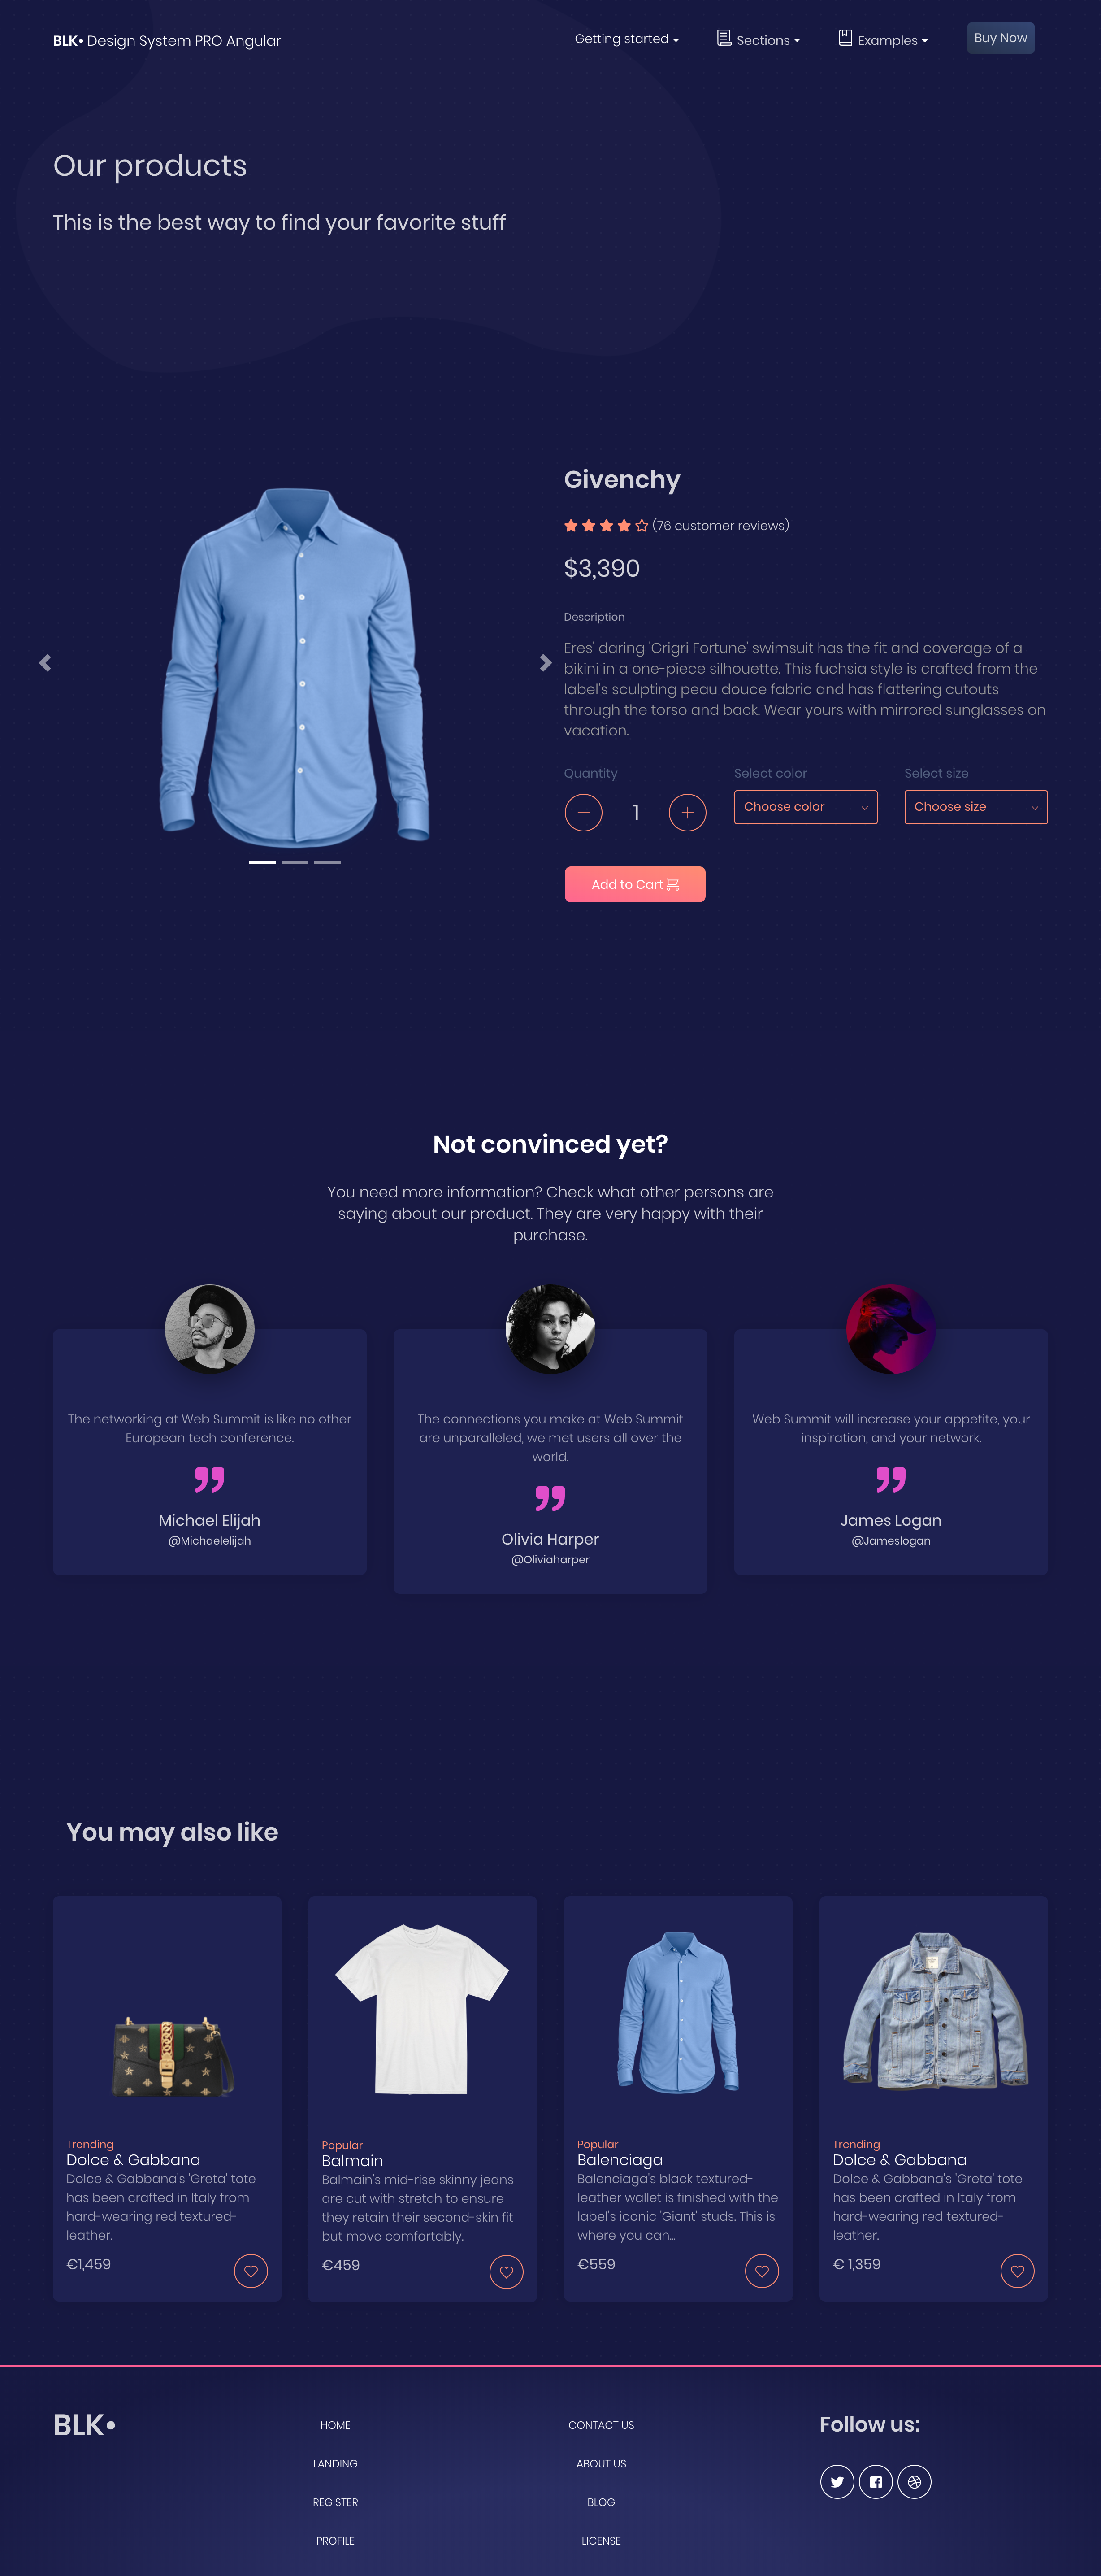 BLK• Design System PRO Angular
Getting started
Sections
Examples
Buy Now
Our products
This is the best way to find your favorite stuff
Givenchy
(76 customer reviews)
$3,390
Description
Eres' daring 'Grigri Fortune' swimsuit has the fit and coverage of a
bikini in a one-piece silhouette. This fuchsia style is crafted from the
label's sculpting peau douce fabric and has flattering cutouts
through the torso and back. Wear yours with mirrored sunglasses on
vacation.
Quantity
1
Select color
Choose color
Select size
Choose size
Add to Cart
Not convinced yet?
You need more information? Check what other persons are
saying about our product. They are very happy with their
purchase.
The networking at Web Summit is like no other
European tech conference.
Michael Elijah
@Michaelelijah
The connections you make at Web Summit
are unparalleled, we met users all over the
world.
Olivia Harper
@Oliviaharper
Web Summit will increase your appetite, your
inspiration, and your network.
James Logan
@Jameslogan
You may also like
Trending
Dolce & Gabbana
Dolce & Gabbana's 'Greta' tote
has been crafted in Italy from
hard-wearing red textured-
leather.
€1,459
Popular
Balmain
Balmain's mid-rise skinny jeans
are cut with stretch to ensure
they retain their second-skin fit
but move comfortably.
€459
Popular
Balenciaga
Balenciaga's black textured-
leather wallet is finished with the
label's iconic 'Giant' studs. This is
where you can...
€559
Trending
Dolce & Gabbana
Dolce & Gabbana's 'Greta' tote
has been crafted in Italy from
hard-wearing red textured-
leather.
€ 1,359
BLK•
HOME
LANDING
REGISTER
PROFILE
CONTACT US
ABOUT US
BLOG
LICENSE
Follow us: